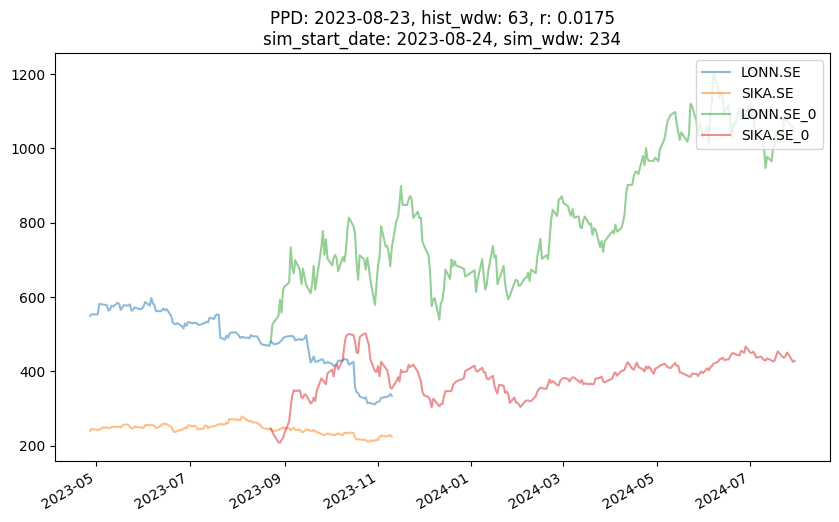 PPD: 2023-08-23, hist_wdw: 63, r: 0.0175
sim_start_date: 2023-08-24, sim_wdw: 234
LONN.SE
SIKA.SE
LONN.SE_0
SIKA.SE_0
1200
1000
800
600
400
200
2023-05
2023-07
2023-09
2023-11
2024-01
2024-03
2024-05
2024-07